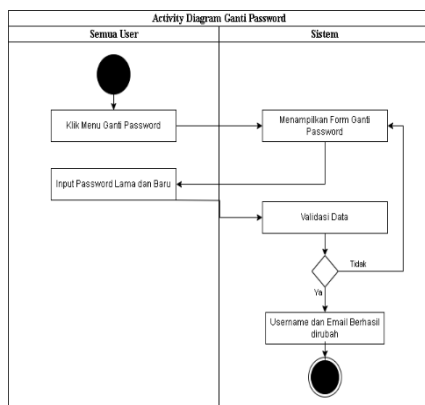 Activity Diagram Ganti Password
Semua User
Sistem
Klik Menu Ganti Password
Menampilkan Form Ganti
Password
Input Password Lama dan Baru
Validasi Data
Tidak
Ya
Username dan Email Berhasil
dirubah